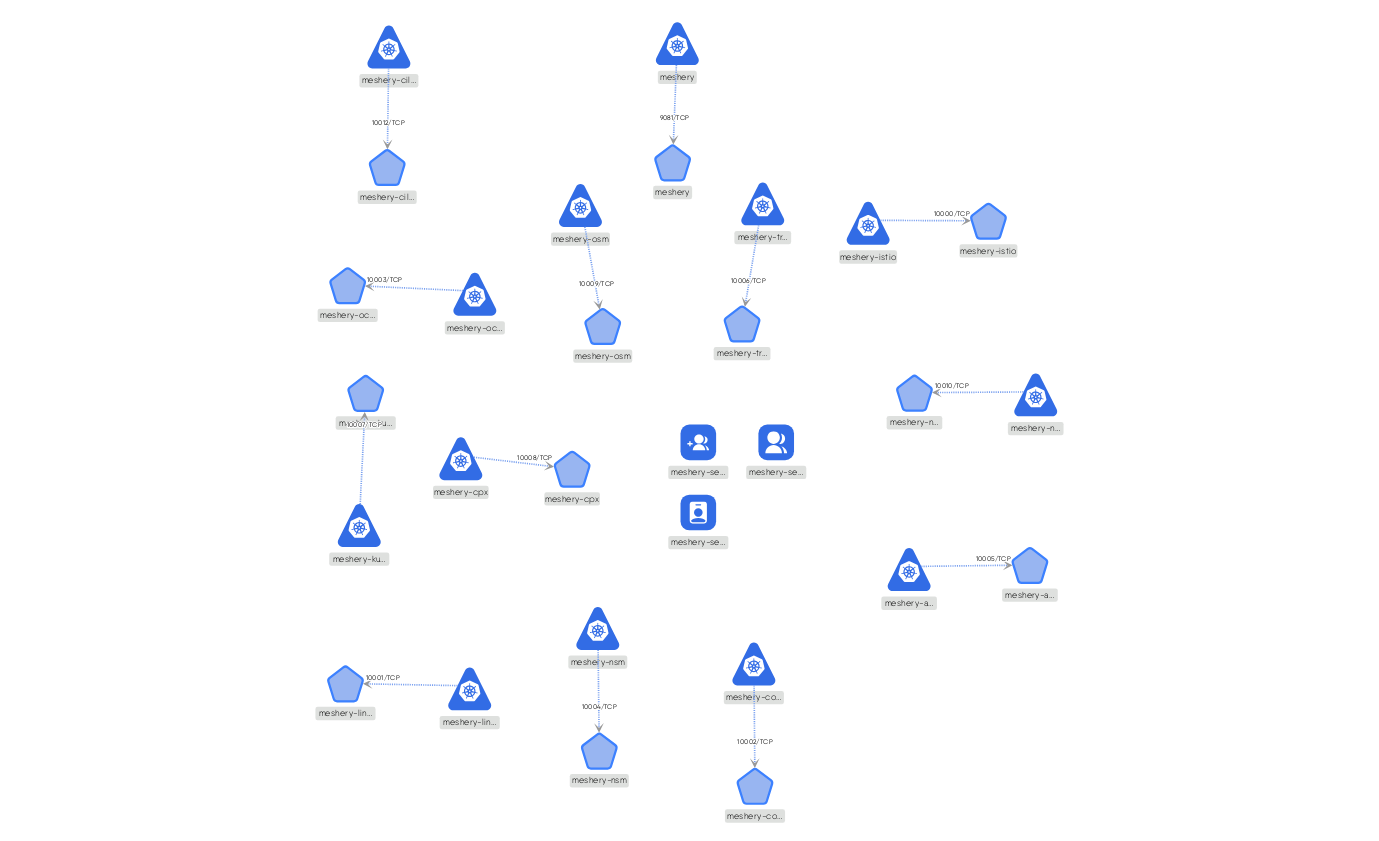 meshery-cil...
10012/TCP
meshery-cil...
meshery
9081/TCP
meshery
meshery-osm
10009/TCP
meshery-osm
meshery-tr...
10006/TCP
meshery-tr...
meshery-istio
10000/TCP
meshery-istio
meshery-oc...
10003/TCP
meshery-oc...
10007/TCP
meshery-ku...
meshery-cpx
10008/TCP
meshery-cpx
meshery-se...
meshery-se...
meshery-se...
meshery-n...
10010/TCP
meshery-n...
meshery-a...
10005/TCP
meshery-a...
meshery-lin...
10001/TCP
meshery-lin...
meshery-nsm
10004/TCP
meshery-nsm
meshery-co...
10002/TCP
meshery-co...